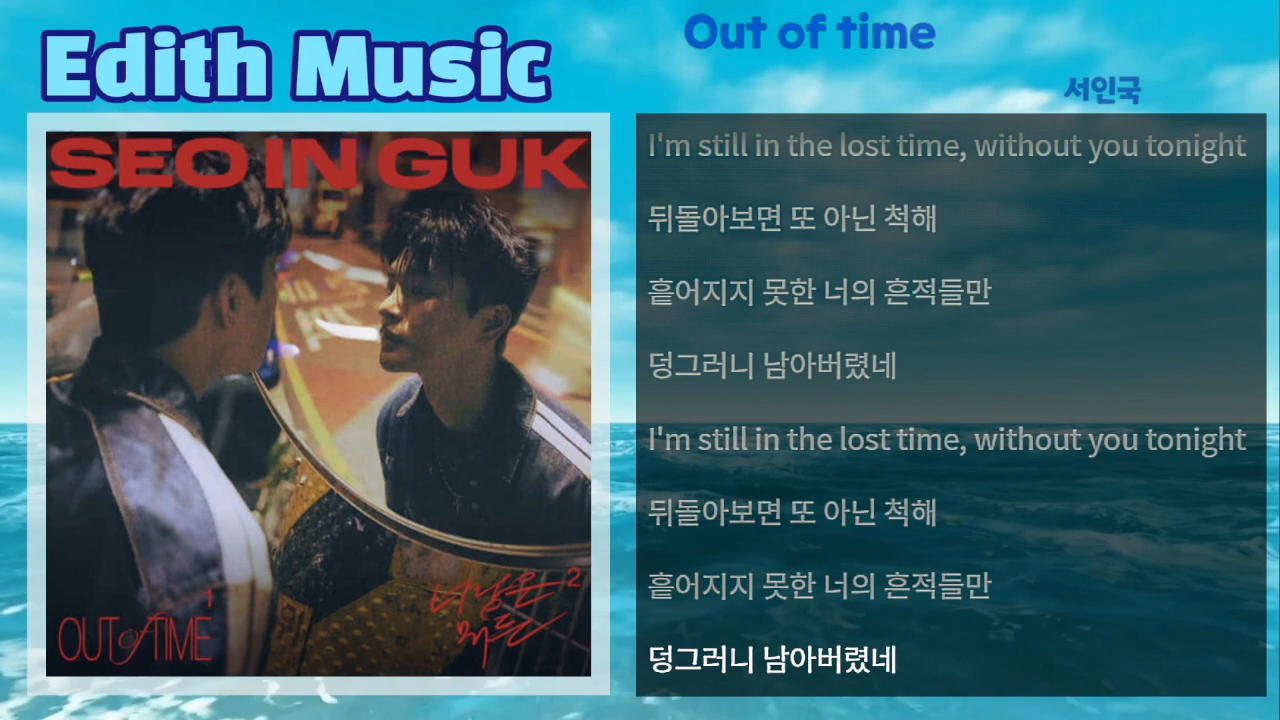 Edith Music
Out of time
서인국
SEO IN GUK
OUT of TIME
I'm still in the lost time, without you tonight
뒤돌아보면 또 아닌 척해
흩어지지 못한 너의 흔적들만
덩그러니 남아버렸네
I'm still in the lost time, without you tonight
뒤돌아보면 또 아닌 척해
흩어지지 못한 너의 흔적들만
덩그러니 남아버렸네